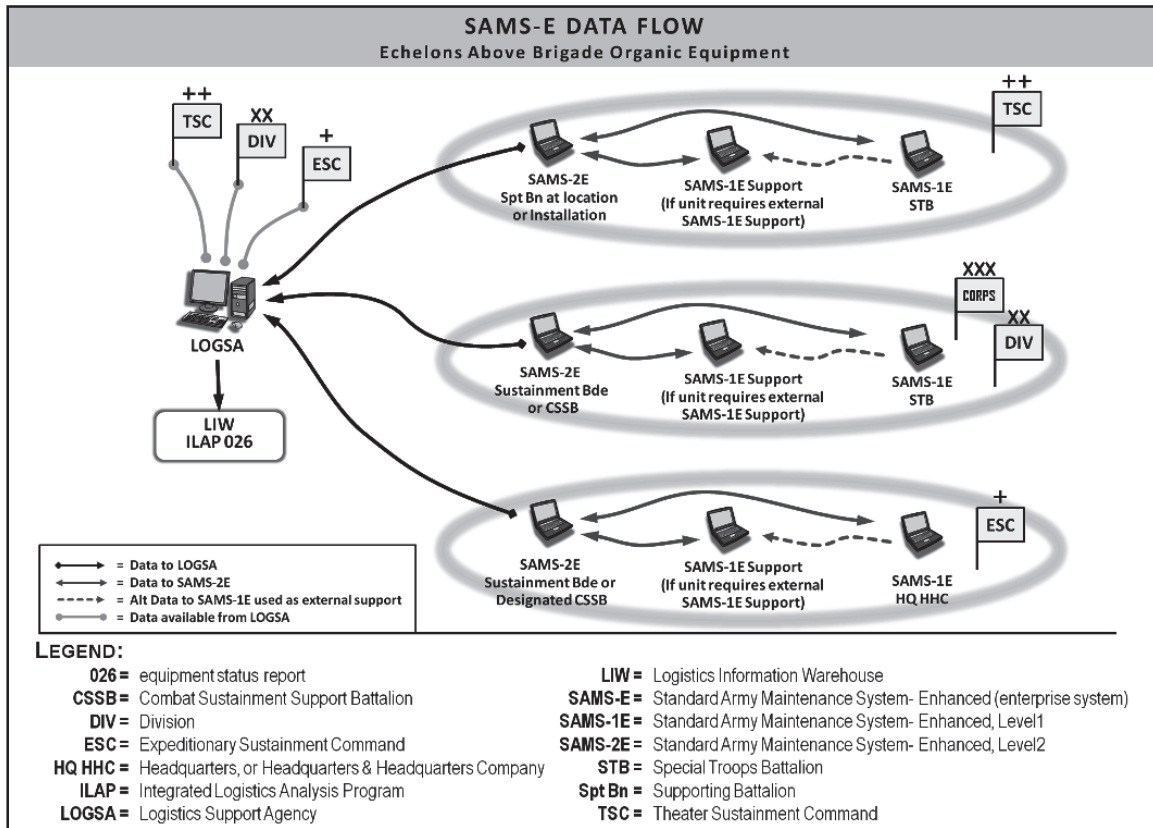 SAMS-E DATA FLOW
Echelons Above Brigade Organic Equipment
++
TSC
XX
DIV
+
ESC
LOGSA
LIW
ILAP 026
++
TSC
SAMS-2E
Spt Bn at location
or Installation
SAMS-1E Support
(If unit requires external
SAMS-1E Support)
SAMS-1E
STB
XXX
CORPS
XX
DIV
SAMS-2E
Sustainment Bde
or CSSB
SAMS-1E Support
(If unit requires external
SAMS-1E Support)
SAMS-1E
STB
+
ESC
SAMS-2E
Sustainment Bde or
Designated CSSB
SAMS-1E Support
(If unit requires external
SAMS-1E Support)
SAMS-1E
HQ HHC
= Data to LOGSA
= Data to SAMS-2E
= Alt Data to SAMS-1E used as external support
= Data available from LOGSA
LEGEND:
026 = equipment status report
CSSB = Combat Sustainment Support Battalion
DIV = Division
ESC = Expeditionary Sustainment Command
HQ HHC = Headquarters, or Headquarters & Headquarters Company
ILAP = Integrated Logistics Analysis Program
LOGSA = Logistics Support Agency
LIW = Logistics Information Warehouse
SAMS-E = Standard Army Maintenance System- Enhanced (enterprise system)
SAMS-1E = Standard Army Maintenance System- Enhanced, Level1
SAMS-2E = Standard Army Maintenance System- Enhanced, Level2
STB = Special Troops Battalion
Spt Bn = Supporting Battalion
TSC = Theater Sustainment Command